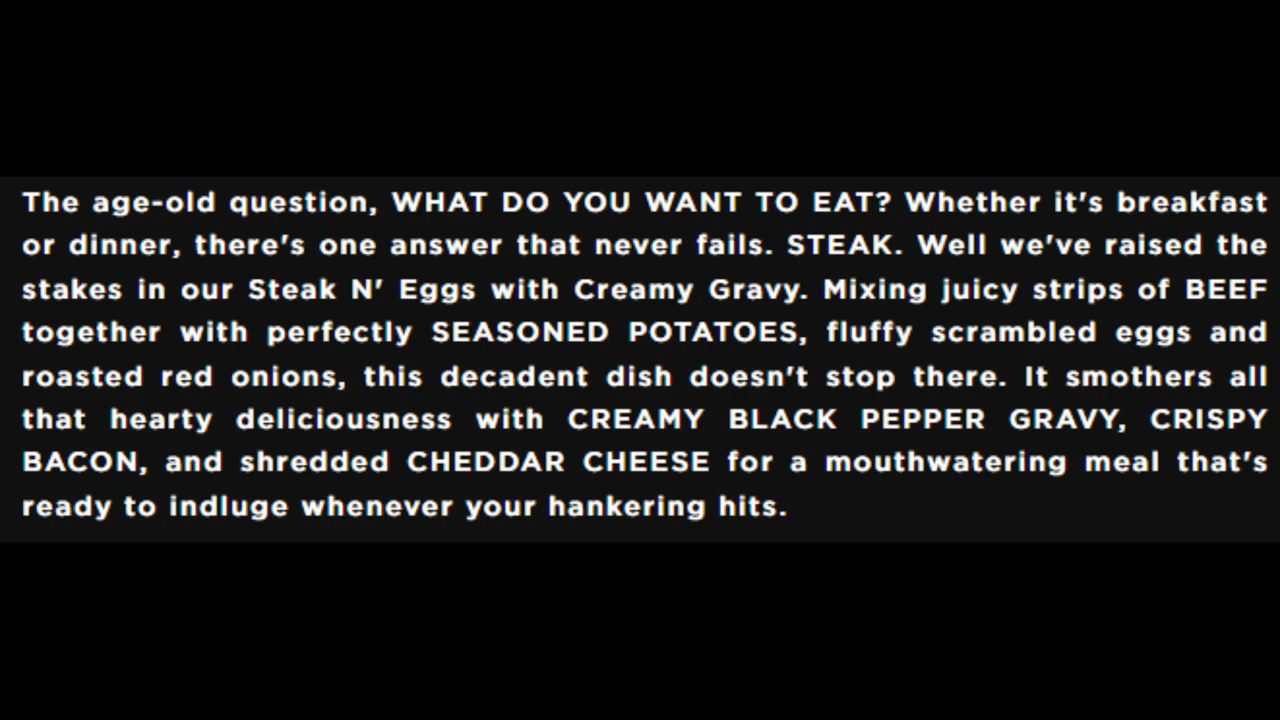 The age-old question, WHAT DO YOU WANT TO EAT? Whether it's breakfast
or dinner, there's one answer that never fails. STEAK. Well we've raised the
stakes in our Steak N' Eggs with Creamy Gravy. Mixing juicy strips of BEEF
together with perfectly SEASONED POTATOES, fluffy scrambled eggs and
roasted red onions, this decadent dish doesn't stop there. It smothers all
that hearty deliciousness with CREAMY BLACK PEPPER GRAVY, CRISPY
BACON, and shredded CHEDDAR CHEESE for a mouthwatering meal that's
ready to indluge whenever your hankering hits.